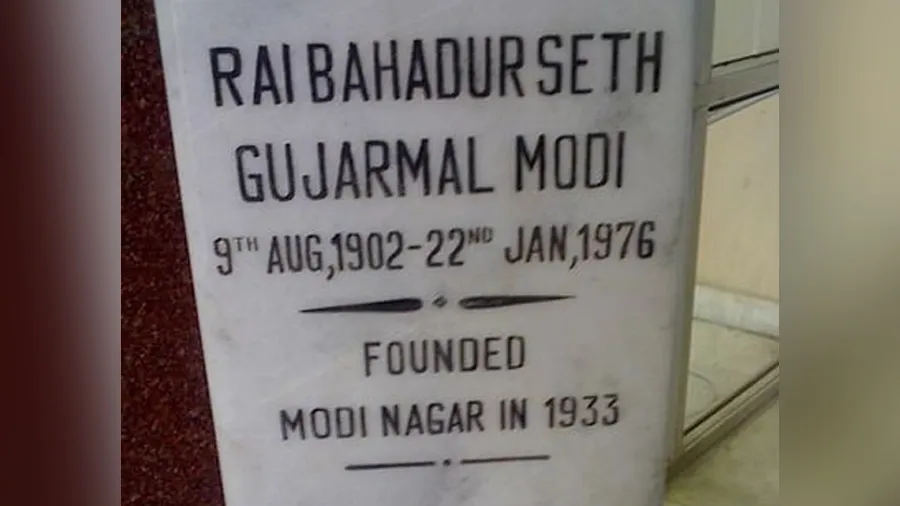 RAI BAHADUR SETH
GUJARMAL MODI
9TH AUG,1902-22ND JAN,1976
FOUNDED
MODI NAGAR IN 1933